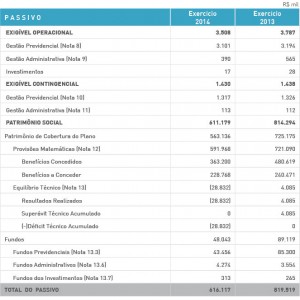 R$ mil
PASSIVO Exercício 2014 Exercício 2013
EXIGÍVEL OPERACIONAL 3.508 3.787
Gestão Previdencial (Nota 8) 3.101 3.194
Gestão Administrativa (Nota 9) 390 565
Investimentos 17 28
EXIGÍVEL CONTINGENCIAL 1.430 1.438
Gestão Previdencial (Nota 10) 1.317 1.326
Gestão Administrativa (Nota 11) 113 112
PATRIMÔNIO SOCIAL 611.179 814.294
Patrimônio de Cobertura do Plano 563.136 725.175
Provisões Matemáticas (Nota 12) 591.968 721.090
Benefícios Concedidos 363.200 480.619
Benefícios a Conceder 228.768 240.471
Equilíbrio Técnico (Nota 13) (28.832) 4.085
Resultados Realizados (28.832) 4.085
Superávit Técnico Acumulado 0 4.085
(-)Déficit Técnico Acumulado (28.832) 0
Fundos 48.043 89.119
Fundos Previdenciais (Nota 13.3) 43.456 85.300
Fundos Administrativos (Nota 13.6) 4.274 3.554
Fundos dos Investimentos (Nota 13.7) 313 265
TOTAL DO PASSIVO 616.117 819.519